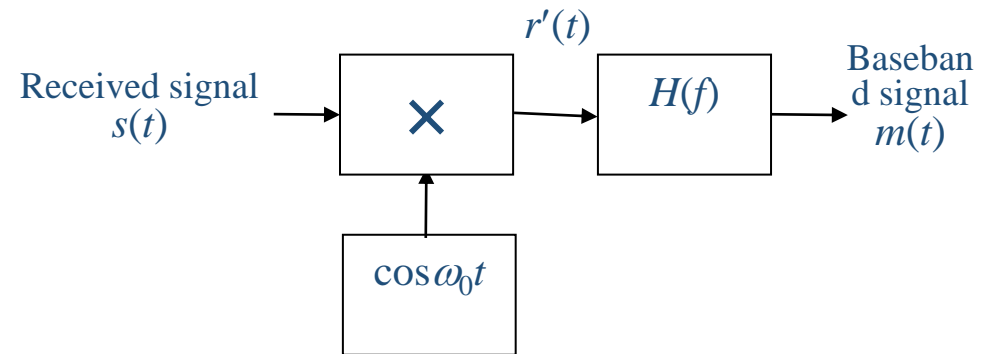 r′(t)
Received signal
s(t)
×
H(f)
Baseban
d signal
m(t)
cosω₀t